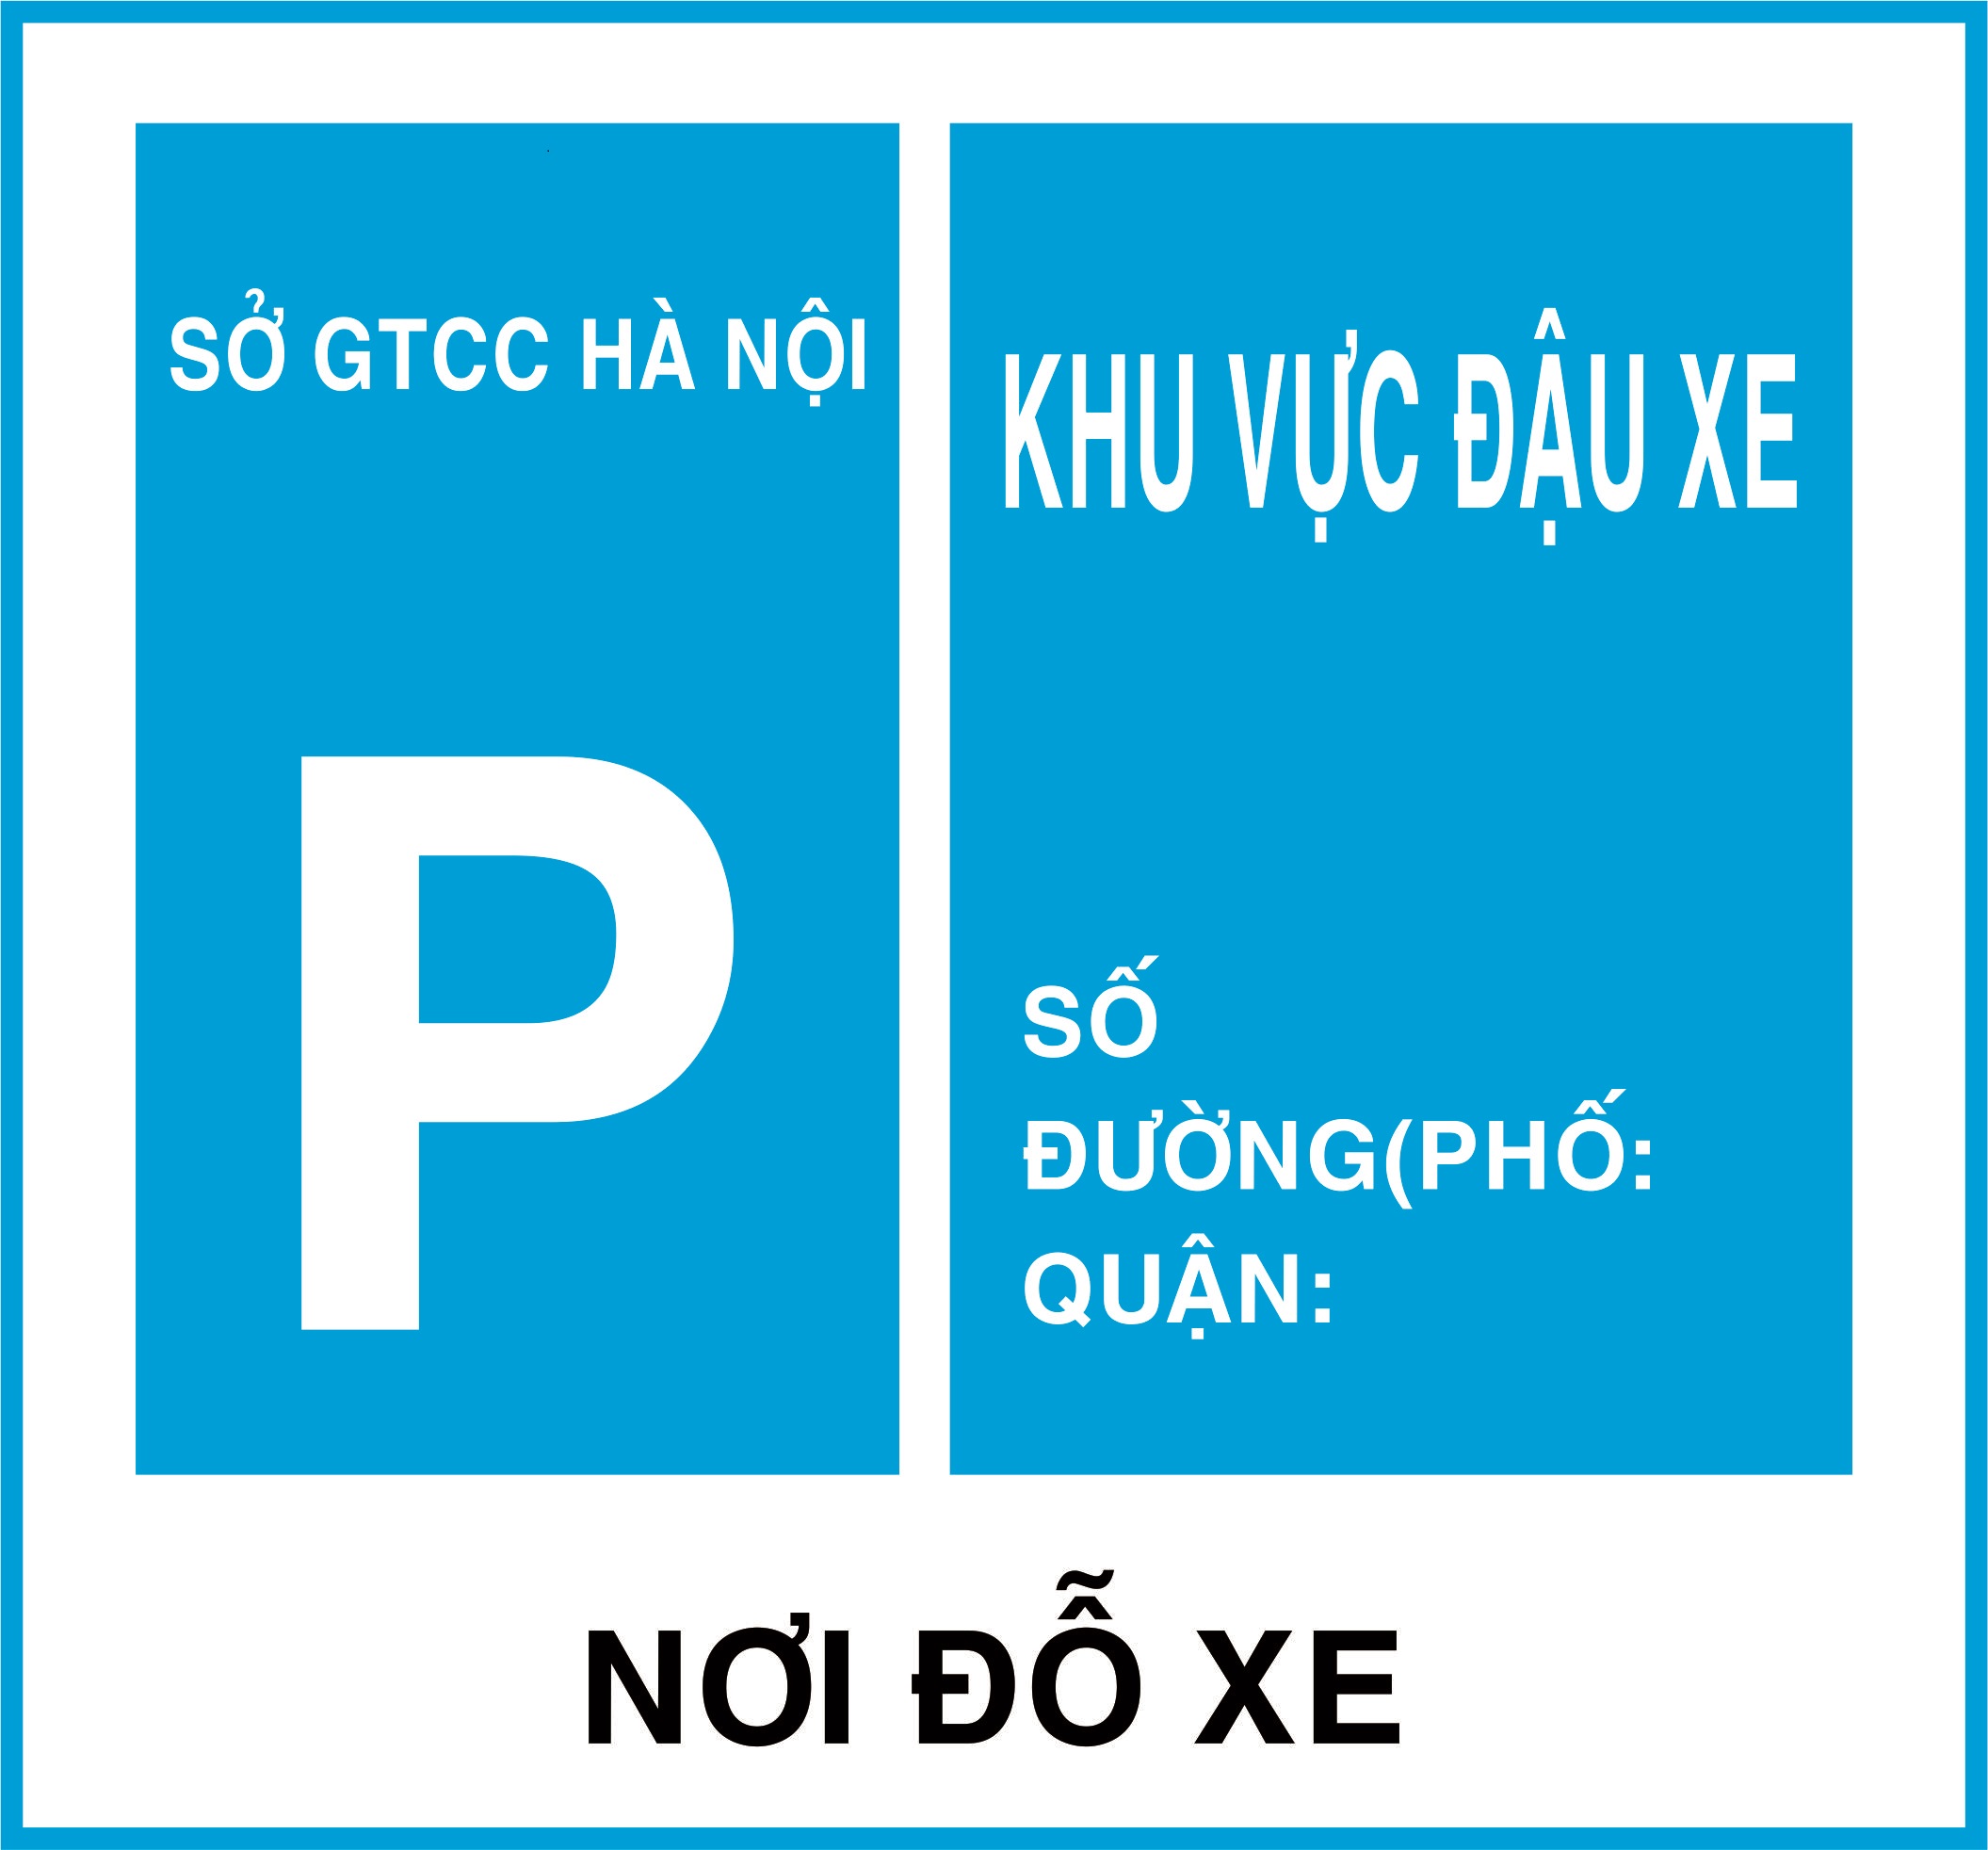 SỞ GTCC HÀ NỘI
P
KHU VỰC ĐẬU XE
SỐ
ĐƯỜNG(PHỐ:
QUẬN:
NƠI ĐỖ XE